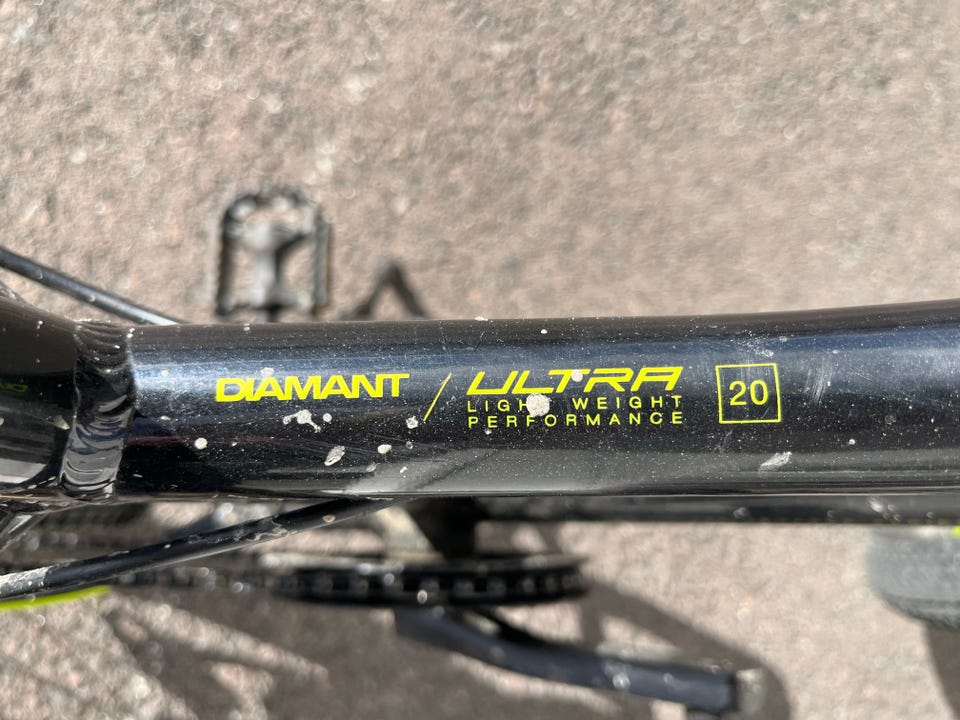 DIAMANT / ULTRA
LIGHT WEIGHT
PERFORMANCE
20